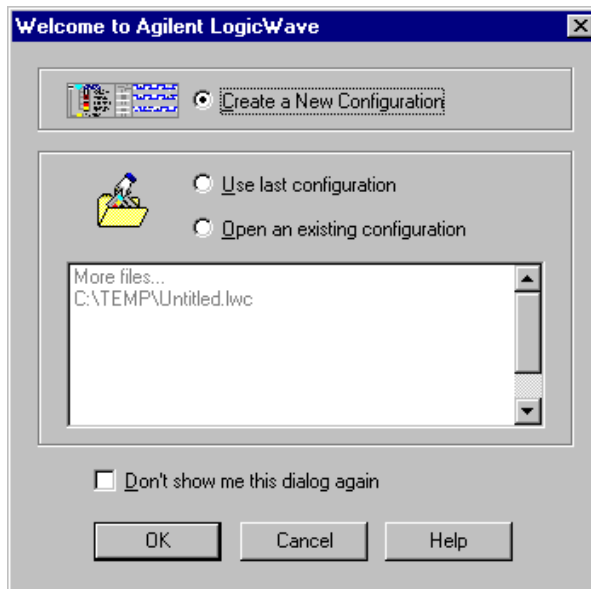 Welcome to Agilent LogicWave
Create a New Configuration
Use last configuration
Open an existing configuration
More files...
C:\TEMP\Untitled.lwc
Don't show me this dialog again
OK
Cancel
Help